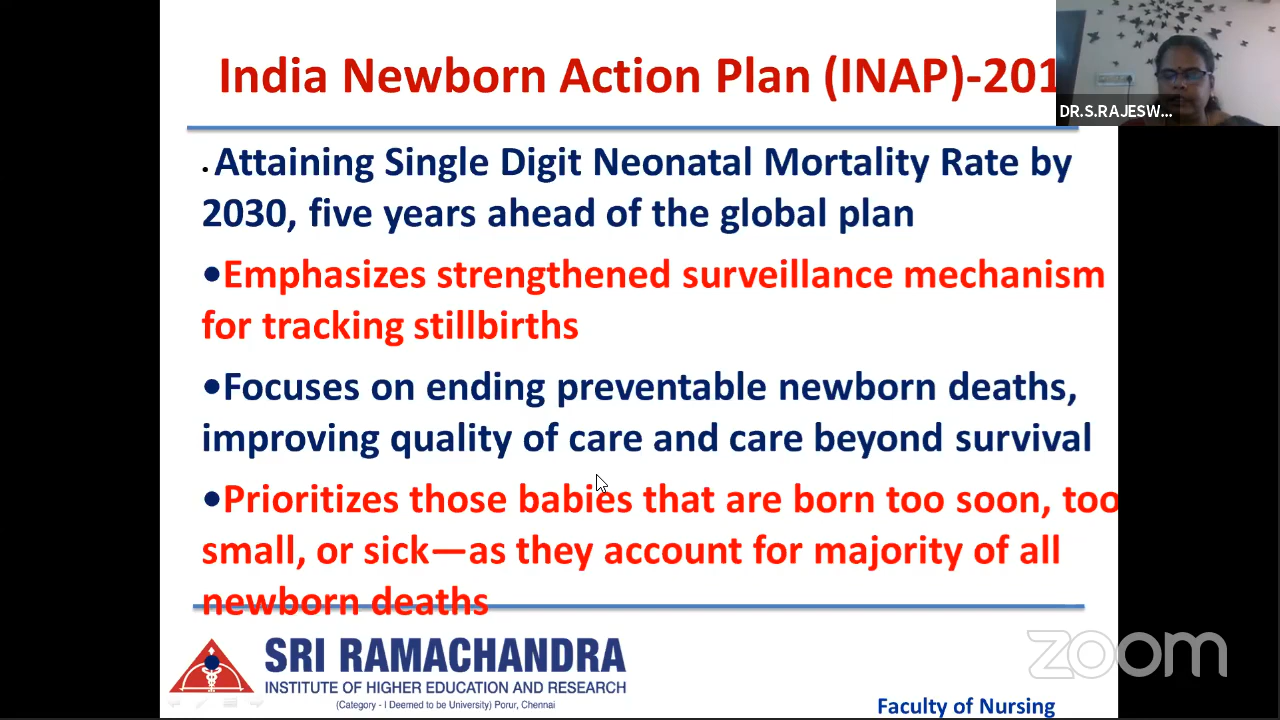 India Newborn Action Plan (INAP)-201
DR.S.RAJESW...
• Attaining Single Digit Neonatal Mortality Rate by
2030, five years ahead of the global plan
•Emphasizes strengthened surveillance mechanism
for tracking stillbirths
•Focuses on ending preventable newborn deaths,
improving quality of care and care beyond survival
•Prioritizes those babies that are born too soon, too
small, or sick—as they account for majority of all
newborn deaths
SRI RAMACHANDRA
INSTITUTE OF HIGHER EDUCATION AND RESEARCH
(Category - I Deemed to be University) Porur, Chennai
Faculty of Nursing
zoom